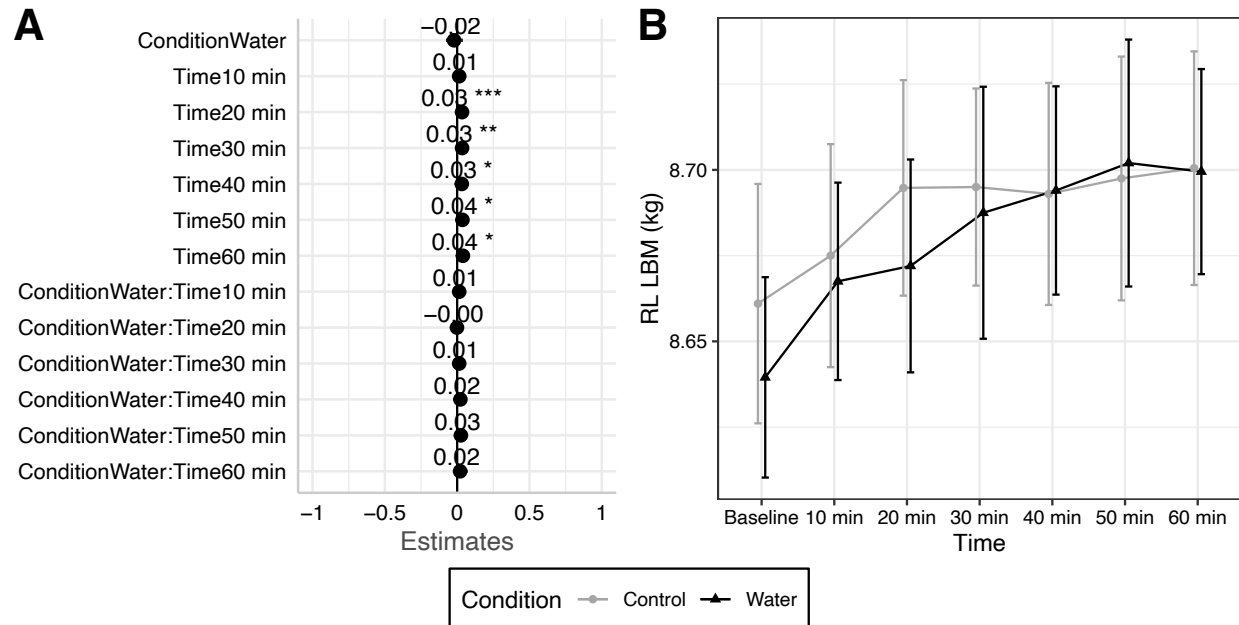 A
ConditionWater
Time10 min
Time20 min
Time30 min
Time40 min
Time50 min
Time60 min
ConditionWater:Time10 min
ConditionWater:Time20 min
ConditionWater:Time30 min
ConditionWater:Time40 min
ConditionWater:Time50 min
ConditionWater:Time60 min
−0.02
0.01
0.03 ***
0.03 **
0.03 *
0.04 *
0.04 *
0.01
−0.00
0.01
0.02
0.03
0.02
−1 −0.5 0 0.5 1
Estimates
B
RL LBM (kg)
8.70
8.65
Baseline 10 min 20 min 30 min 40 min 50 min 60 min
Time
Condition Control Water